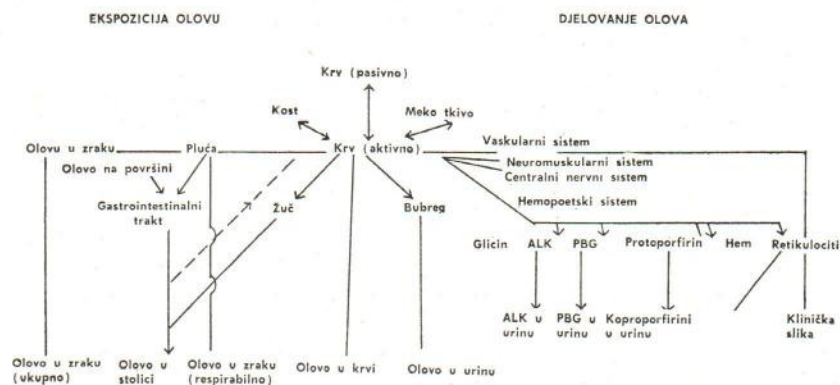 EKSPOZICIJA OLOVU
DJELOVANJE OLOVA
Krv (pasivno)
Kost
Meko tkivo
Olovu u zraku
Pluća
Krv (aktivno)
Vaskularni sistem
Olovo na površini
Neuromuskularni sistem
Centralni nervni sistem
Gastrointestinalni
trakt
Žuč
Bubreg
Hemopoetski sistem
Glicin
ALK
PBG
Protoporfirin
Hem
Retikulociti
ALK u
urinu
PBG u
urinu
Koproporfirini
u urinu
Klinička
slika
Olovo u zraku
(ukupno)
Olovo u
stolici
Olovo u zraku
(respirabilno)
Olovo u krvi
Olovo u urinu